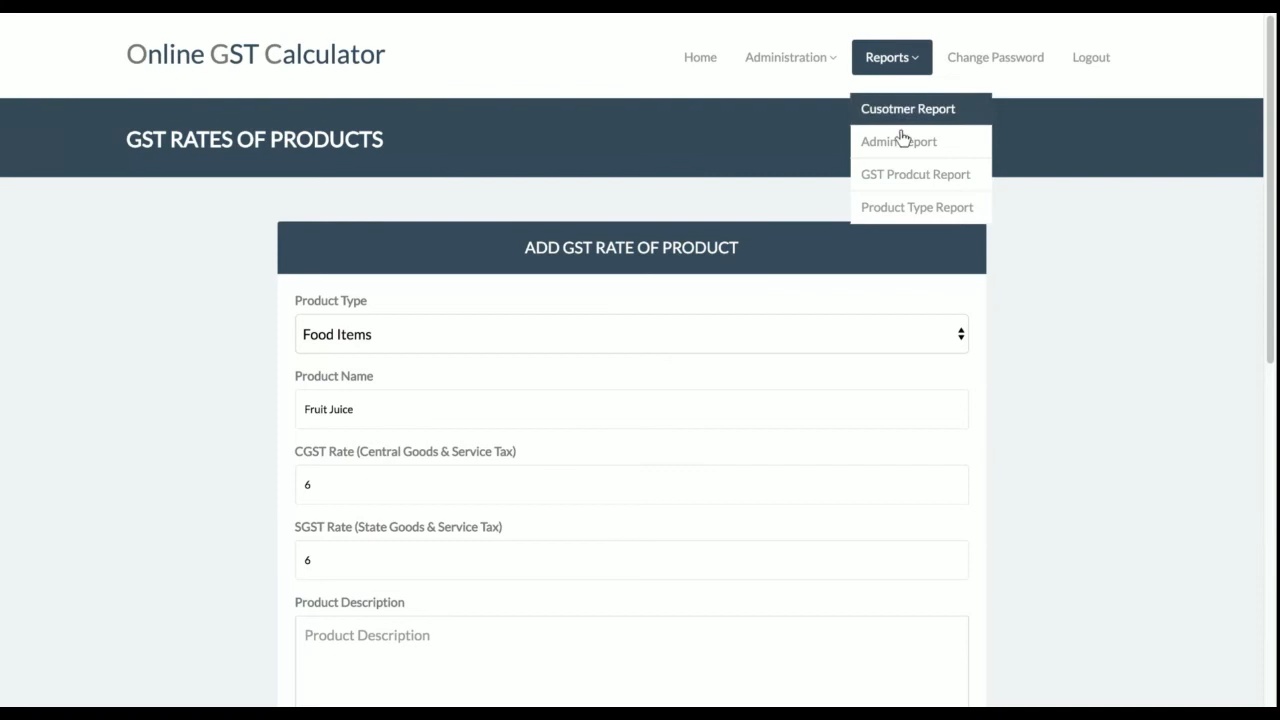 Online GST Calculator
Home Administration Reports Change Password Logout
Cusotmer Report
Admin Report
GST Prodcut Report
Product Type Report
GST RATES OF PRODUCTS
ADD GST RATE OF PRODUCT
Product Type
Food Items
Product Name
Fruit Juice
CGST Rate (Central Goods & Service Tax)
6
SGST Rate (State Goods & Service Tax)
6
Product Description
Product Description